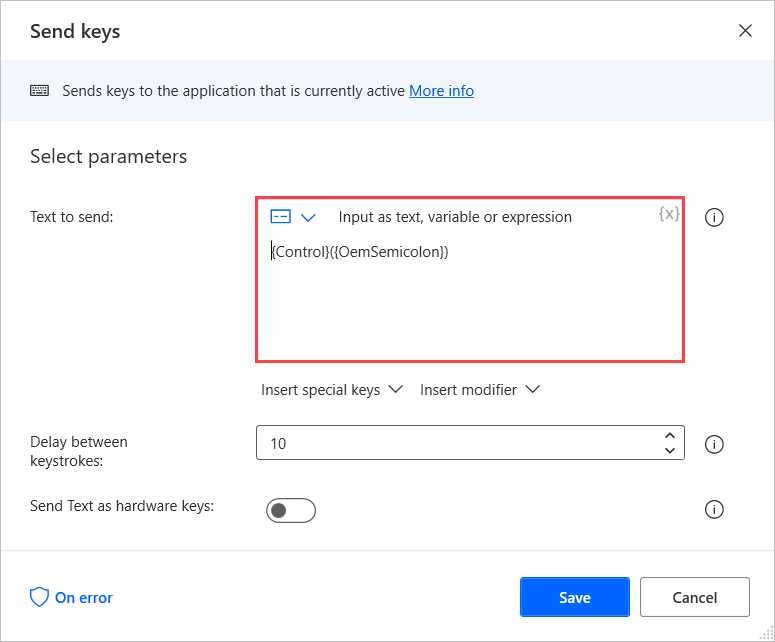 Send keys
Sends keys to the application that is currently active More info
Select parameters
Text to send:
Input as text, variable or expression
{x}
{Control}({OemSemicolon})
Insert special keys
Insert modifier
Delay between
keystrokes:
10
Send Text as hardware keys:
On error
Save
Cancel